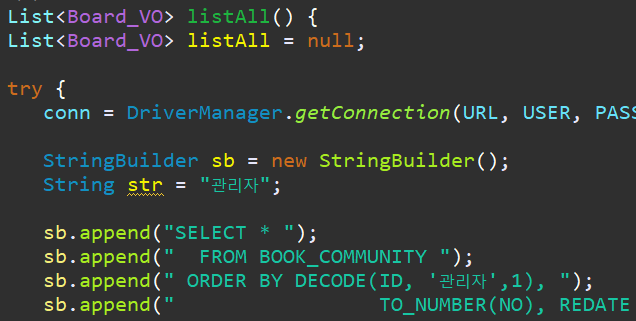 List<Board_VO> listAll() {
List<Board_VO> listAll = null;
try {
conn = DriverManager.getConnection(URL, USER, PASS
StringBuilder sb = new StringBuilder();
String str = "관리자";
sb.append("SELECT * ");
sb.append("  FROM BOOK_COMMUNITY ");
sb.append(" ORDER BY DECODE(ID, '관리자',1), ");
sb.append("                 TO_NUMBER(NO), REDATE